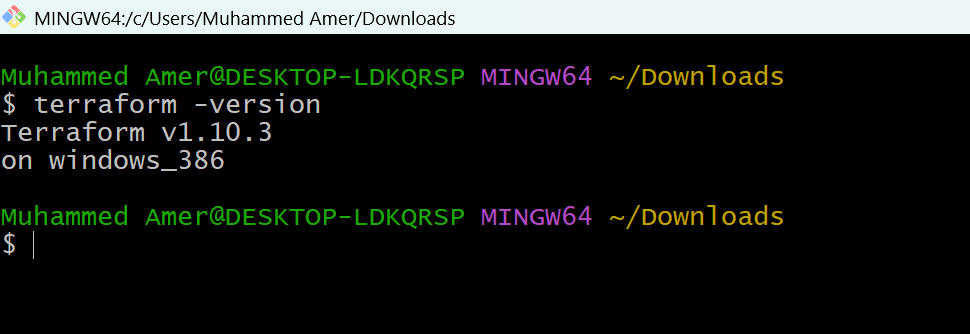 MINGW64:/c/Users/Muhammed Amer/Downloads
Muhammed Amer@DESKTOP-LDKQRSP MINGW64 ~/Downloads
$ terraform -version
Terraform v1.10.3
on windows_386
Muhammed Amer@DESKTOP-LDKQRSP MINGW64 ~/Downloads
$